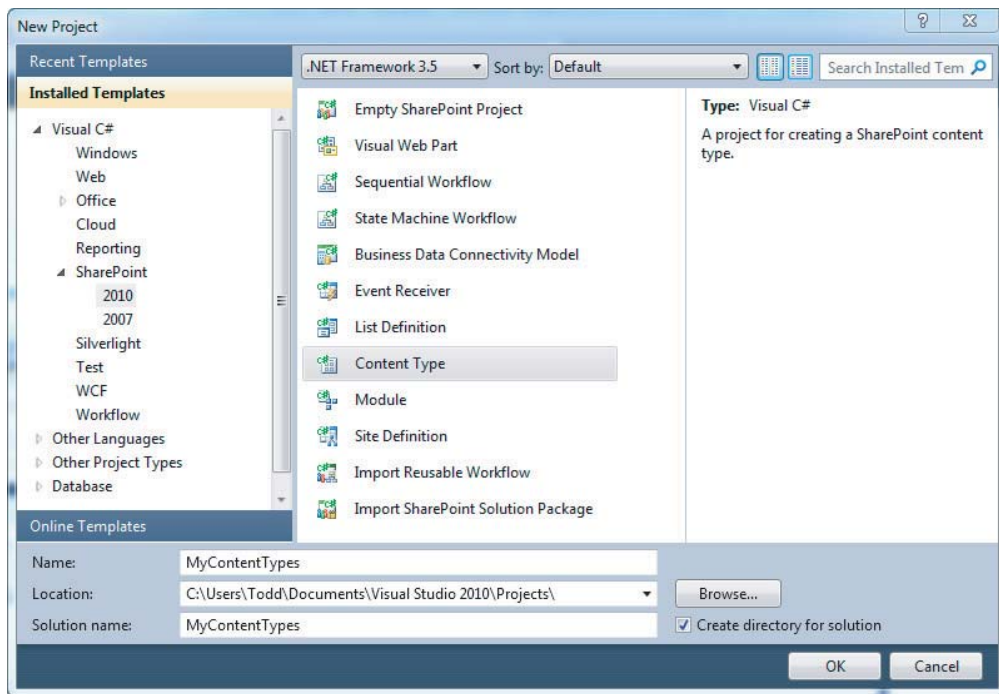 New Project
Recent Templates
Installed Templates
Visual C#
Windows
Web
Office
Cloud
Reporting
SharePoint
2010
2007
Silverlight
Test
WCF
Workflow
Other Languages
Other Project Types
Database
Online Templates
.NET Framework 3.5
Sort by: Default
Search Installed Tem
Empty SharePoint Project
Visual Web Part
Sequential Workflow
State Machine Workflow
Business Data Connectivity Model
Event Receiver
List Definition
Content Type
Module
Site Definition
Import Reusable Workflow
Import SharePoint Solution Package
Type: Visual C#
A project for creating a SharePoint content
type.
Name: MyContentTypes
Location: C:\Users\Todd\Documents\Visual Studio 2010\Projects\ Browse...
Solution name: MyContentTypes Create directory for solution
OK Cancel